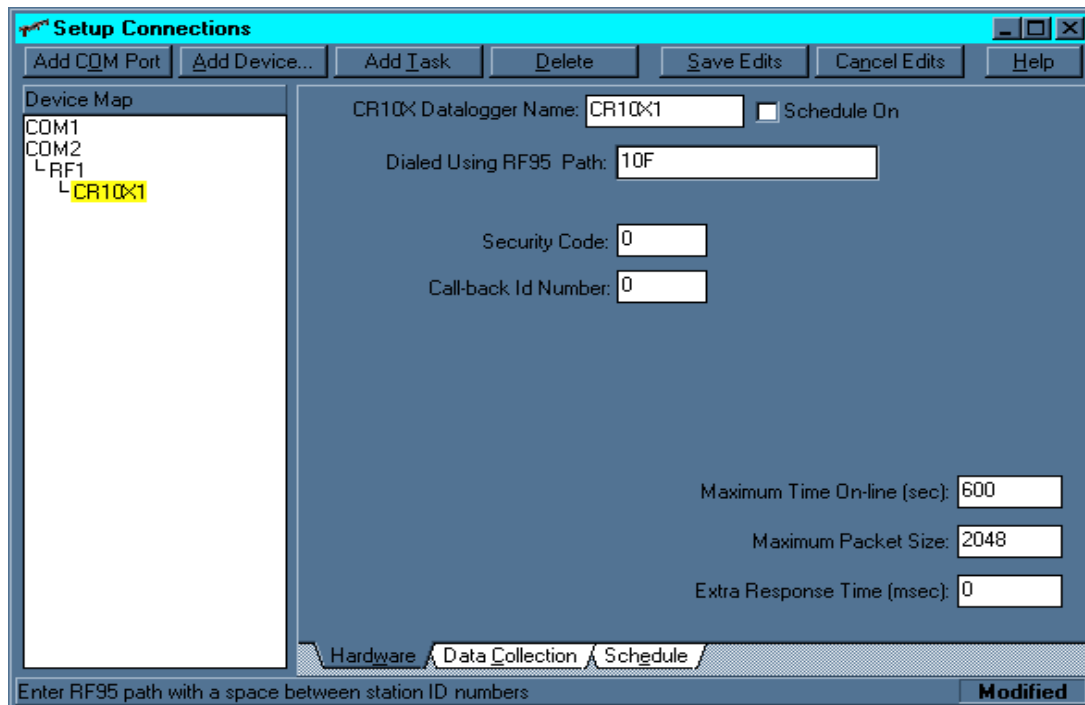 Setup Connections
Add COM Port Add Device... Add Task Delete Save Edits Cancel Edits Help
Device Map
COM1
COM2
RF1
CR10X1
CR10X Datalogger Name: CR10X1 Schedule On
Dialed Using RF95 Path: 10F
Security Code: 0
Call-back Id Number: 0
Maximum Time On-line (sec): 600
Maximum Packet Size: 2048
Extra Response Time (msec): 0
Hardware Data Collection Schedule
Enter RF95 path with a space between station ID numbers Modified